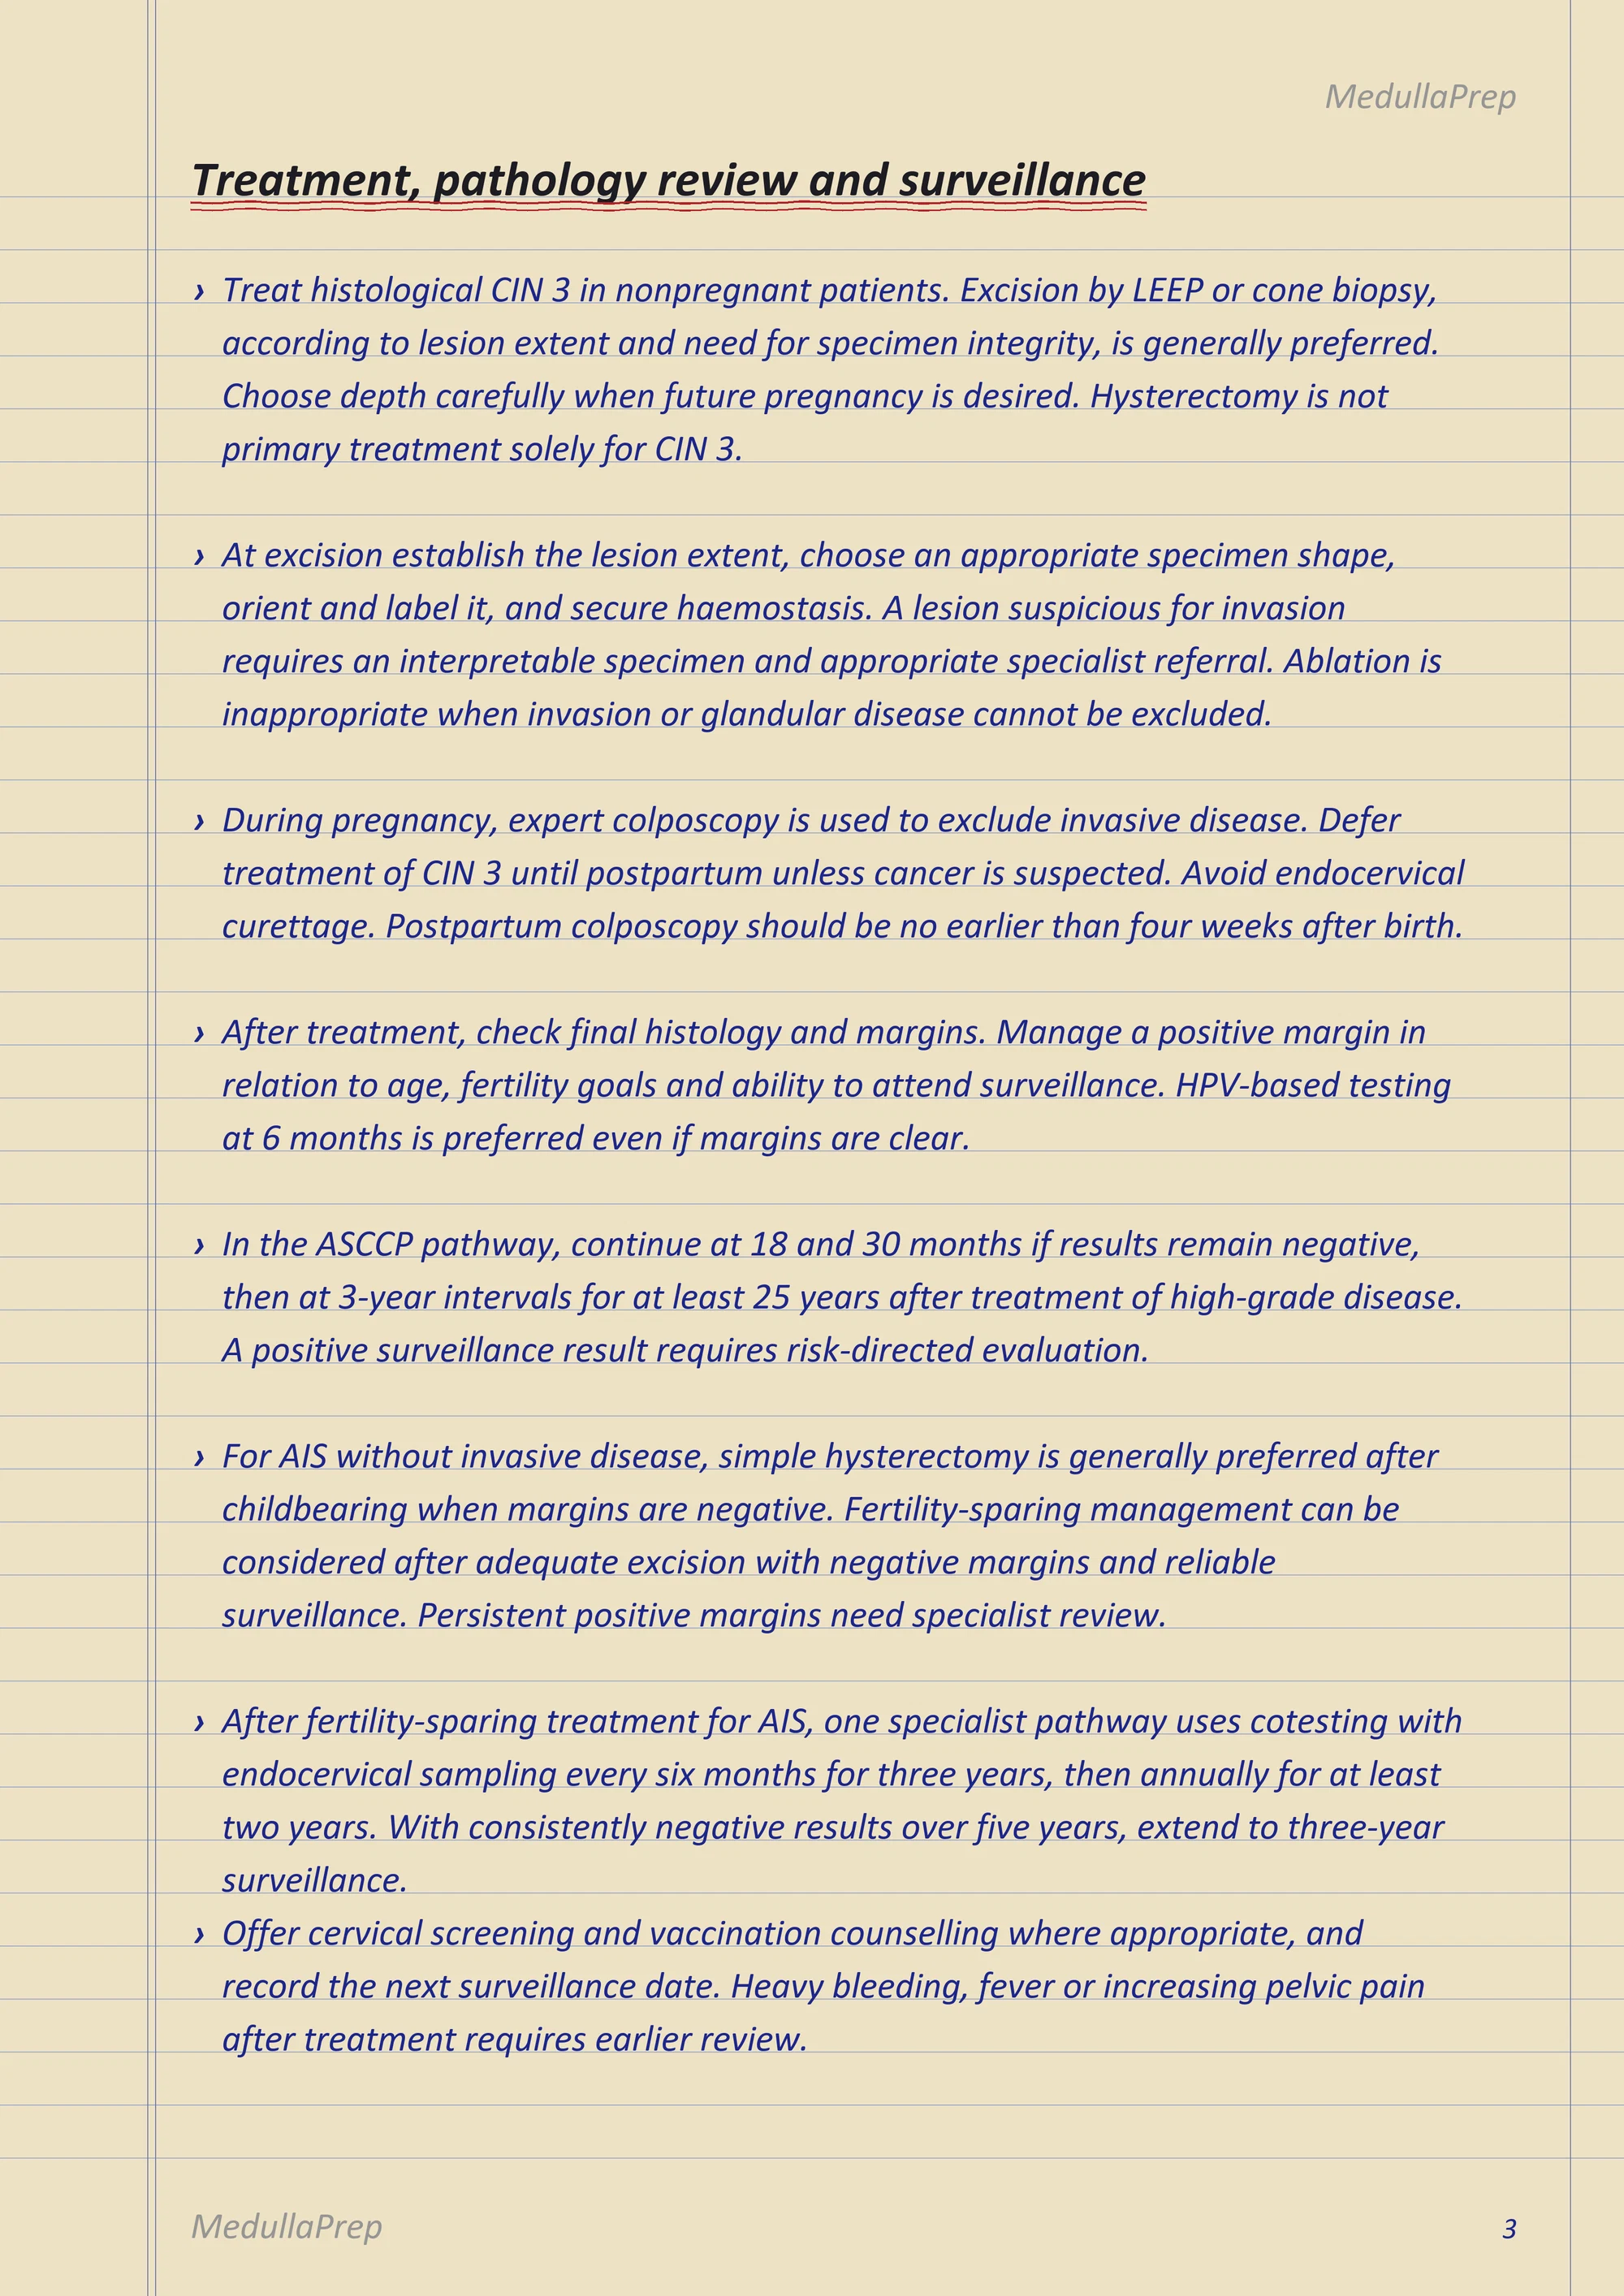 MedullaPrep
Treatment, pathology review and surveillance
› Treat histological CIN 3 in nonpregnant patients. Excision by LEEP or cone biopsy,
according to lesion extent and need for specimen integrity, is generally preferred.
Choose depth carefully when future pregnancy is desired. Hysterectomy is not
primary treatment solely for CIN 3.
› At excision establish the lesion extent, choose an appropriate specimen shape,
orient and label it, and secure haemostasis. A lesion suspicious for invasion
requires an interpretable specimen and appropriate specialist referral. Ablation is
inappropriate when invasion or glandular disease cannot be excluded.
› During pregnancy, expert colposcopy is used to exclude invasive disease. Defer
treatment of CIN 3 until postpartum unless cancer is suspected. Avoid endocervical
curettage. Postpartum colposcopy should be no earlier than four weeks after birth.
› After treatment, check final histology and margins. Manage a positive margin in
relation to age, fertility goals and ability to attend surveillance. HPV-based testing
at 6 months is preferred even if margins are clear.
› In the ASCCP pathway, continue at 18 and 30 months if results remain negative,
then at 3-year intervals for at least 25 years after treatment of high-grade disease.
A positive surveillance result requires risk-directed evaluation.
› For AIS without invasive disease, simple hysterectomy is generally preferred after
childbearing when margins are negative. Fertility-sparing management can be
considered after adequate excision with negative margins and reliable
surveillance. Persistent positive margins need specialist review.
› After fertility-sparing treatment for AIS, one specialist pathway uses cotesting with
endocervical sampling every six months for three years, then annually for at least
two years. With consistently negative results over five years, extend to three-year
surveillance.
› Offer cervical screening and vaccination counselling where appropriate, and
record the next surveillance date. Heavy bleeding, fever or increasing pelvic pain
after treatment requires earlier review.
MedullaPrep
3